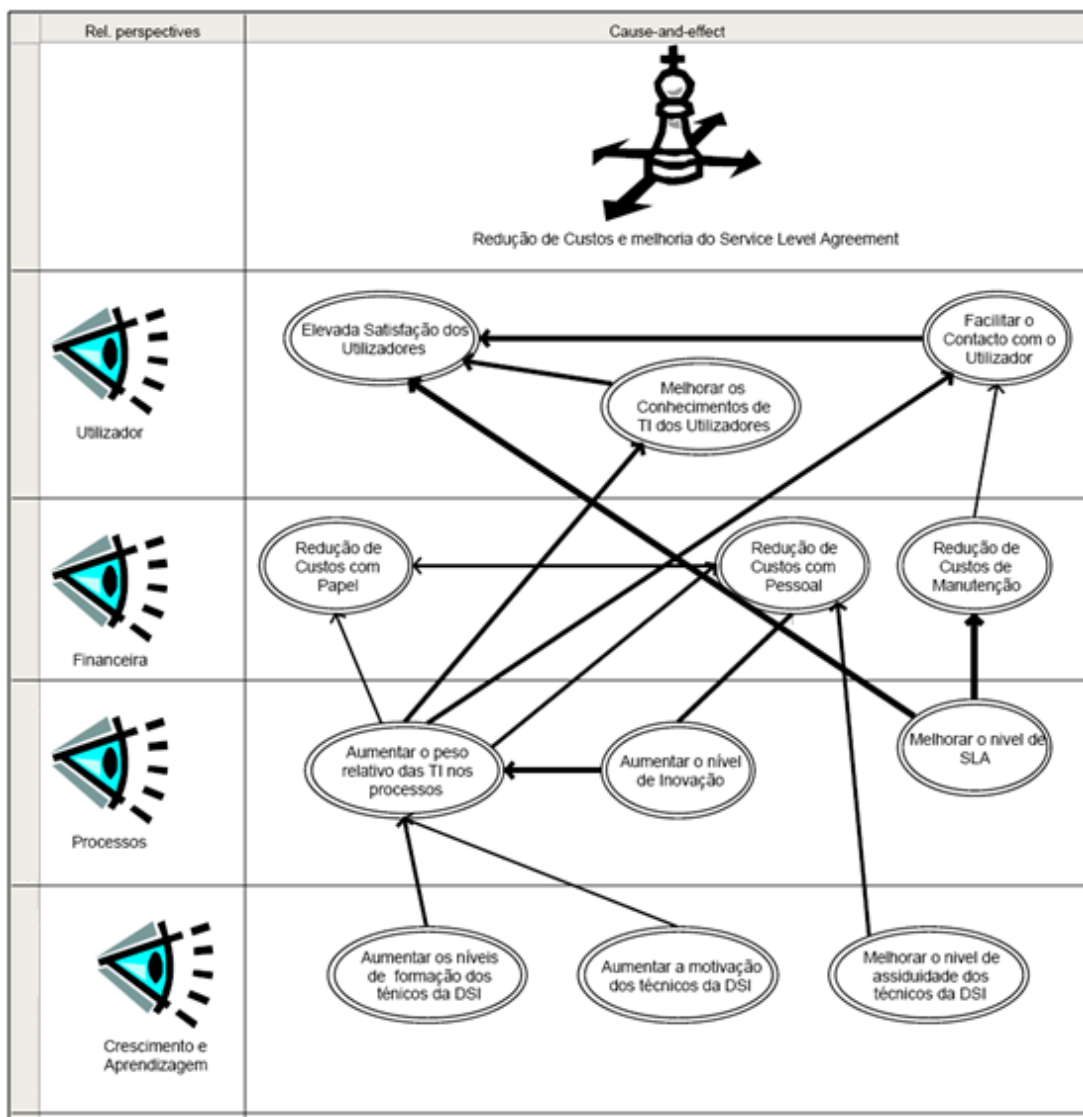 Rel. perspectives
Cause-and-effect
Redução de Custos e melhoria do Service Level Agreement
Utilizador
Elevada Satisfação dos
Utilizadores
Facilitar o
Contacto com o
Utilizador
Melhorar os
Conhecimentos de
TI dos Utilizadores
Financeira
Redução de
Custos com
Papel
Redução de
Custos com
Pessoal
Redução de
Custos de
Manutenção
Processos
Aumentar o peso
relativo das TI nos
processos
Aumentar o nível
de Inovação
Melhorar o nivel de
SLA
Crescimento e
Aprendizagem
Aumentar os níveis
de formação dos
ténicos da DSI
Aumentar a motivação
dos técnicos da DSI
Melhorar o nivel de
assiduidade dos
técnicos da DSI